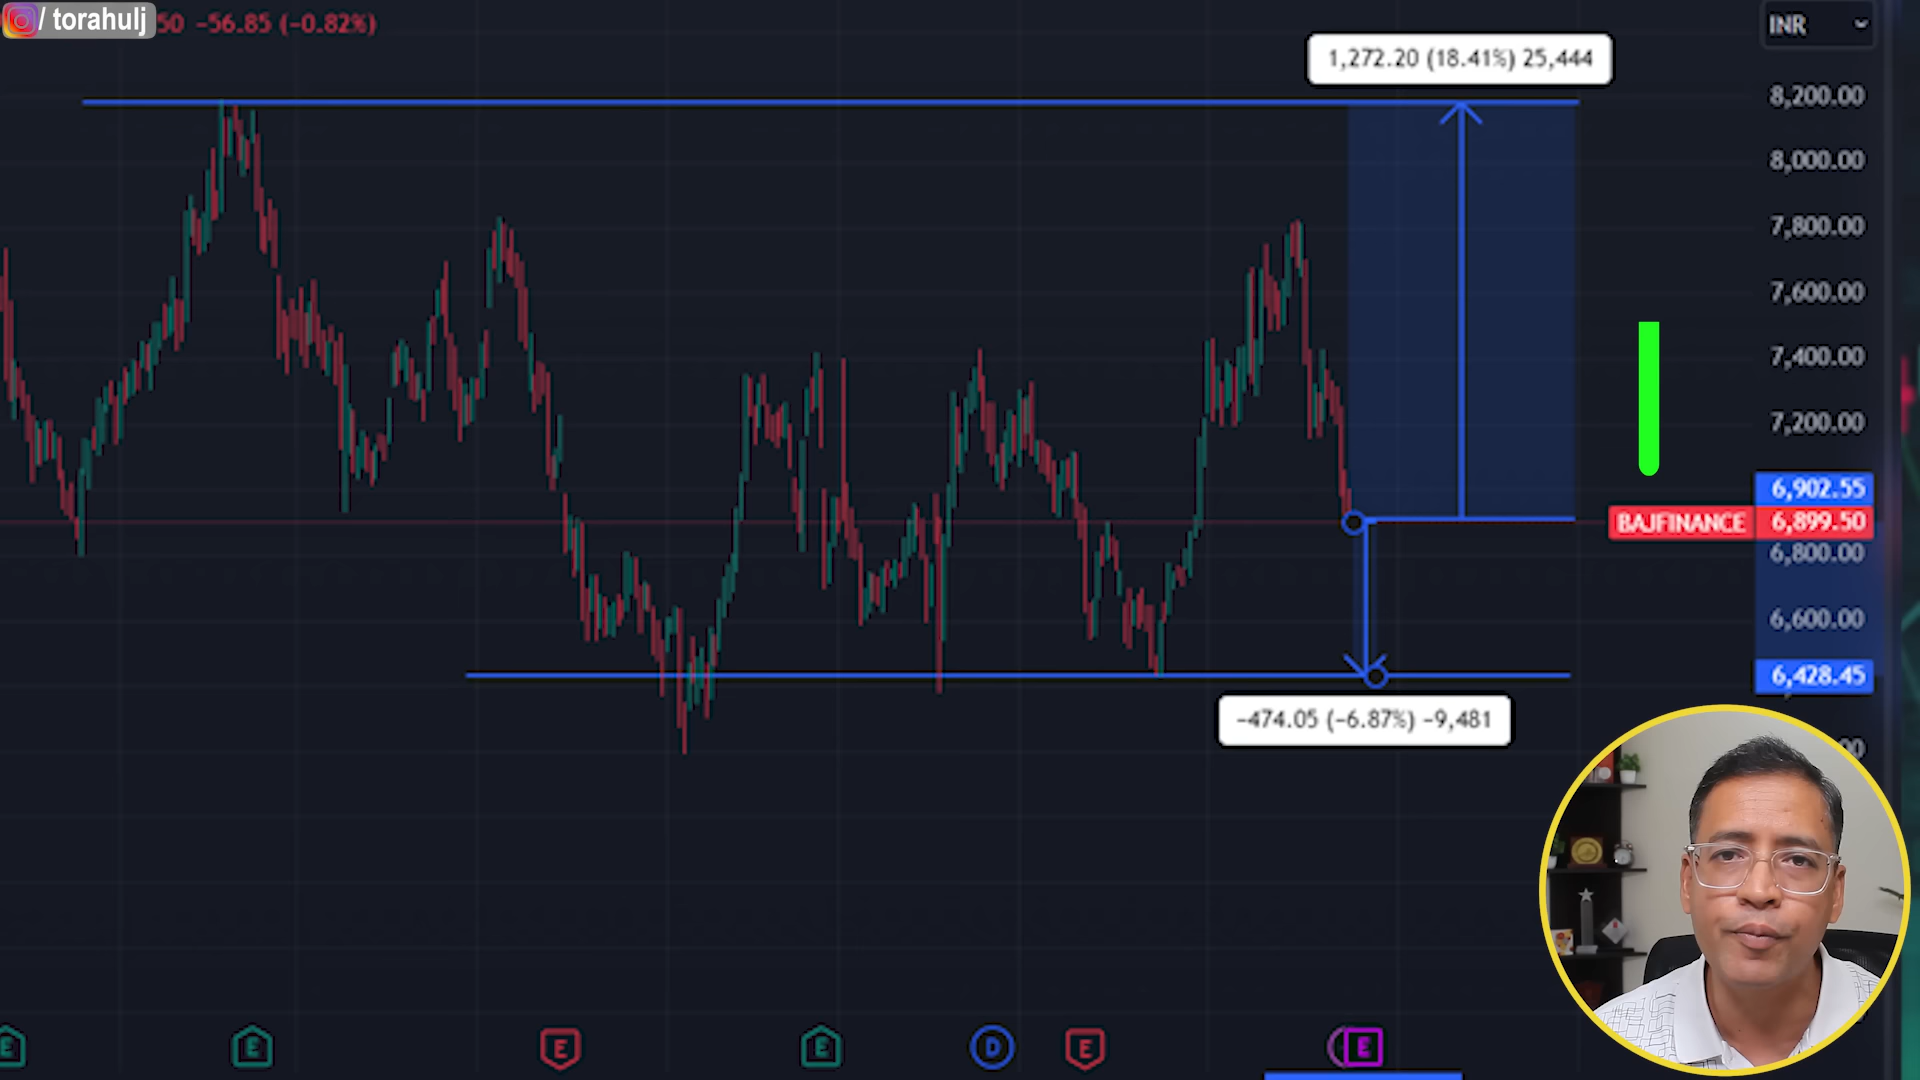 / torahulj
50 −56.85 (−0.82%)
INR
1,272.20 (18.41%) 25,444
8,200.00
8,000.00
7,800.00
7,600.00
7,400.00
7,200.00
6,902.55
BAJFINANCE 6,899.50
6,800.00
6,600.00
6,428.45
−474.05 (−6.87%) −9,481
E E E E D E E